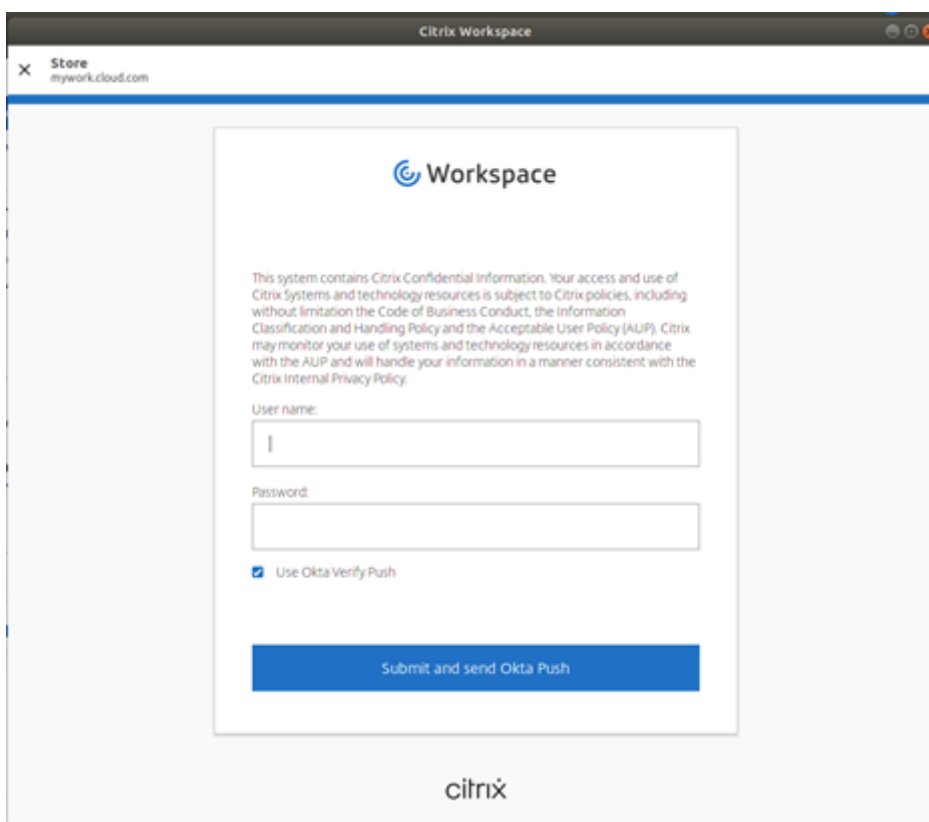 Citrix Workspace
Store
mywork.cloud.com
Workspace
This system contains Citrix Confidential Information. Your access and use of
Citrix Systems and technology resources is subject to Citrix policies, including
without limitation the Code of Business Conduct, the Information
Classification and Handling Policy and the Acceptable User Policy (AUP). Citrix
may monitor your use of systems and technology resources in accordance
with the AUP and will handle your information in a manner consistent with the
Citrix Internal Privacy Policy.
User name:
Password:
Use Okta Verify Push
Submit and send Okta Push
citrix